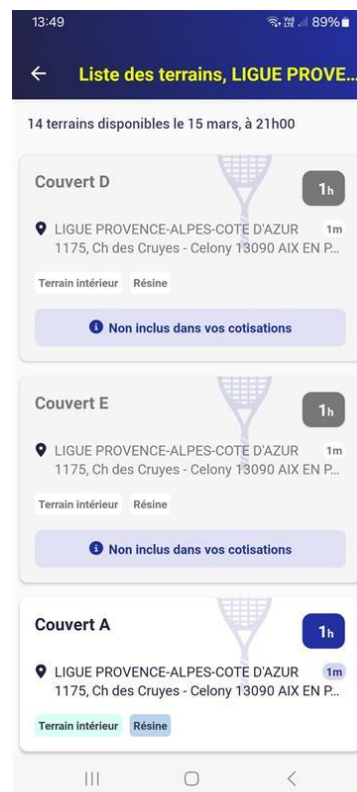 13:49 89%
Liste des terrains, LIGUE PROVE...
14 terrains disponibles le 15 mars, à 21h00
Couvert D
1h
LIGUE PROVENCE-ALPES-COTE D'AZUR 1m
1175, Ch des Cruyes - Celony 13090 AIX EN P...
Terrain intérieur Résine
Non inclus dans vos cotisations
Couvert E
1h
LIGUE PROVENCE-ALPES-COTE D'AZUR 1m
1175, Ch des Cruyes - Celony 13090 AIX EN P...
Terrain intérieur Résine
Non inclus dans vos cotisations
Couvert A
1h
LIGUE PROVENCE-ALPES-COTE D'AZUR 1m
1175, Ch des Cruyes - Celony 13090 AIX EN P...
Terrain intérieur Résine